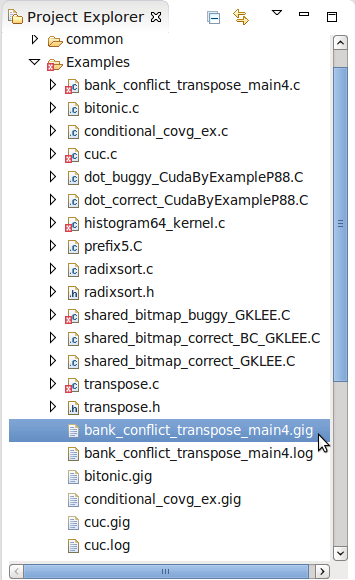 Project Explorer
common
Examples
bank_conflict_transpose_main4.c
bitonic.c
conditional_covg_ex.c
cuc.c
dot_buggy_CudaByExampleP88.C
dot_correct_CudaByExampleP88.C
histogram64_kernel.c
prefix5.C
radixsort.c
radixsort.h
shared_bitmap_buggy_GKLEE.C
shared_bitmap_correct_BC_GKLEE.C
shared_bitmap_correct_GKLEE.C
transpose.c
transpose.h
bank_conflict_transpose_main4.gig
bank_conflict_transpose_main4.log
bitonic.gig
conditional_covg_ex.gig
cuc.gig
cuc.log